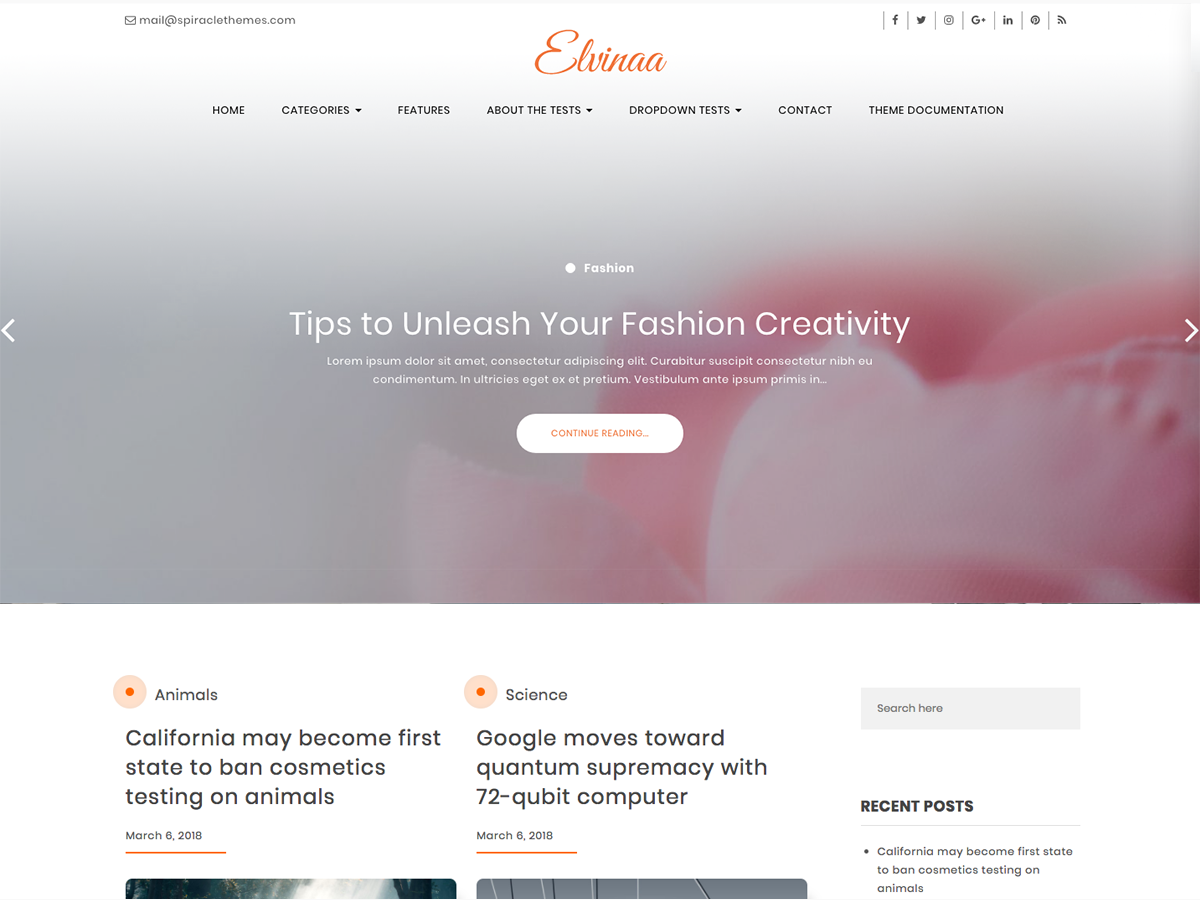 mail@spiraclethemes.com
Elvinaa
HOME CATEGORIES FEATURES ABOUT THE TESTS DROPDOWN TESTS CONTACT THEME DOCUMENTATION
Fashion
Tips to Unleash Your Fashion Creativity
Lorem ipsum dolor sit amet, consectetur adipiscing elit. Curabitur suscipit consectetur nibh eu
condimentum. In ultricies eget ex et pretium. Vestibulum ante ipsum primis in...
CONTINUE READING...
Animals
California may become first
state to ban cosmetics
testing on animals
March 6, 2018
Science
Google moves toward
quantum supremacy with
72-qubit computer
March 6, 2018
Search here
RECENT POSTS
California may become first state
to ban cosmetics testing on
animals